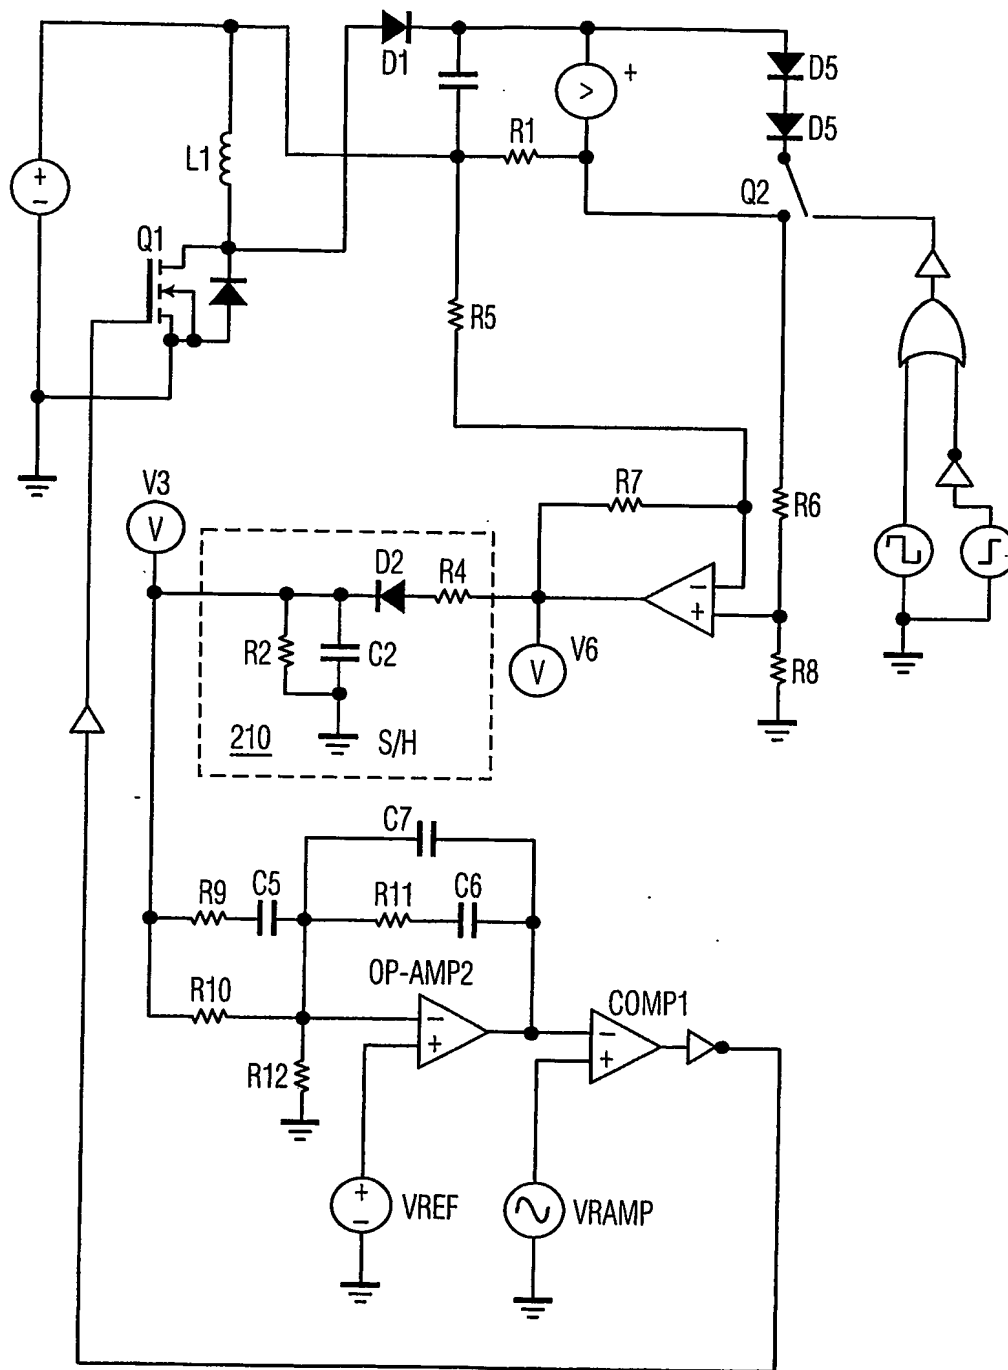 D1
+
D5
>
D5
R1
L1
+
-
Q2
Q1
R5
V3
R7
R6
V
D2
R4
-
+
V6
R2
C2
V
R8
210
S/H
C7
R9
C5
R11
C6
OP-AMP2
R10
COMP1
-
+
-
+
R12
+
-
VREF
VRAMP